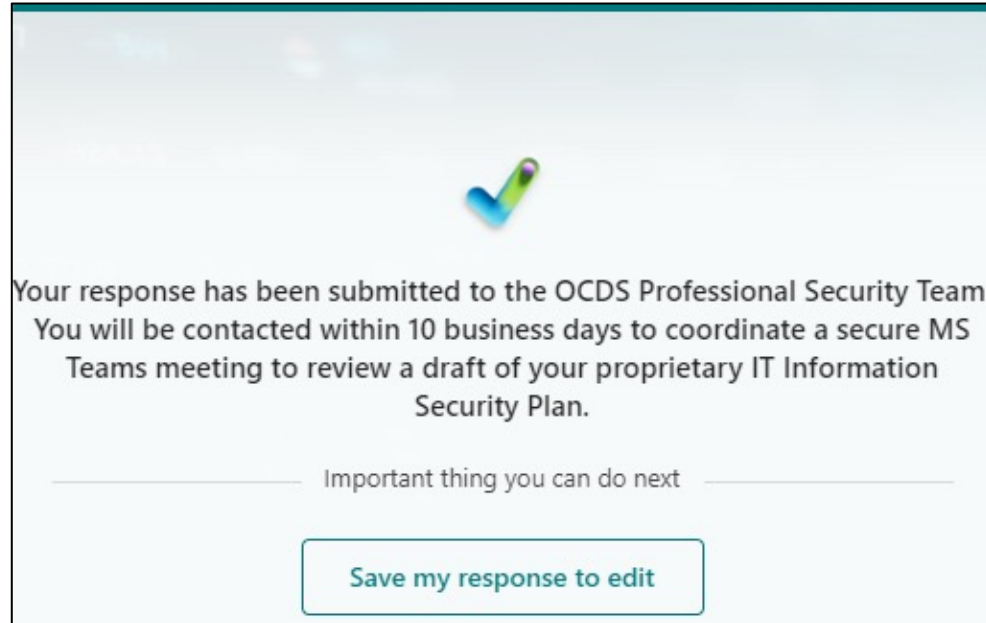 Your response has been submitted to the OCDS Professional Security Team
You will be contacted within 10 business days to coordinate a secure MS
Teams meeting to review a draft of your proprietary IT Information
Security Plan.
Important thing you can do next
Save my response to edit